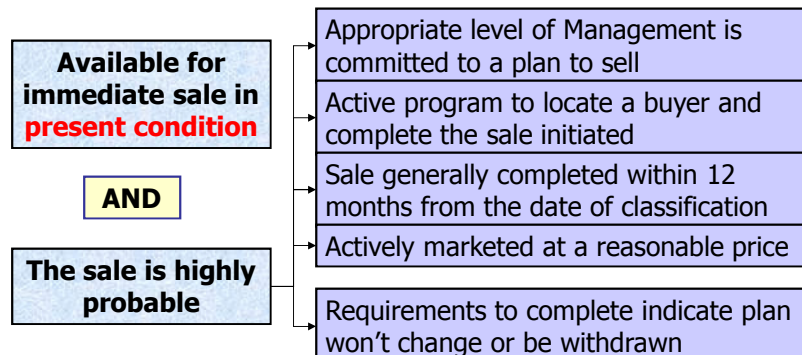 Available for
immediate sale in
present condition
AND
The sale is highly
probable
Appropriate level of Management is
committed to a plan to sell
Active program to locate a buyer and
complete the sale initiated
Sale generally completed within 12
months from the date of classification
Actively marketed at a reasonable price
Requirements to complete indicate plan
won't change or be withdrawn